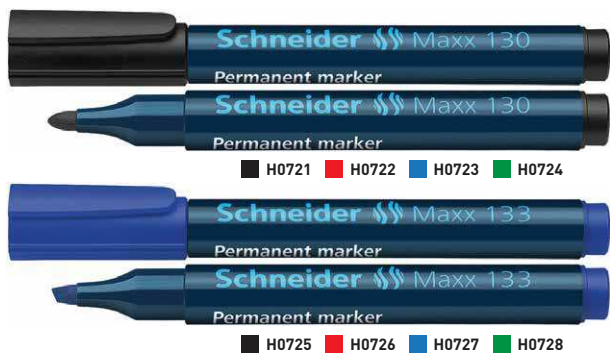 Schneider Maxx 130
Permanent marker
Schneider Maxx 130
Permanent marker
H0721 H0722 H0723 H0724
Schneider Maxx 133
Permanent marker
Schneider Maxx 133
Permanent marker
H0725 H0726 H0727 H0728